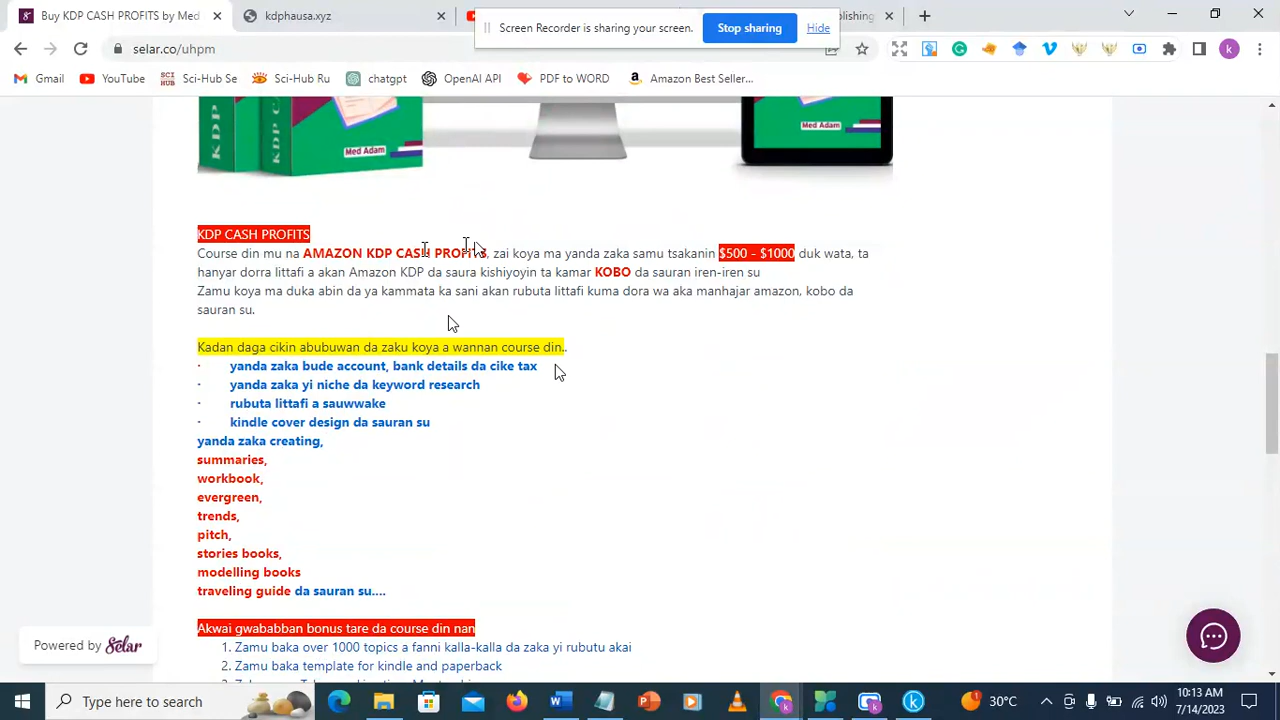 Buy KDP CASH PROFITS by Med
kdphausa.xyz
Screen Recorder is sharing your screen.
Stop sharing
Hide
selar.co/uhpm
Gmail
YouTube
SCI HUB
Sci-Hub Se
Sci-Hub Ru
chatgpt
OpenAI API
PDF to WORD
Amazon Best Seller...
KDP
KDP
Med Adam
Med Adam
KDP CASH PROFITS
Course din mu na AMAZON KDP CASH PROFITS, zai koya ma yanda zaka samu tsakanin $500 - $1000 duk wata, ta
hanyar dorra littafi a akan Amazon KDP da saura kishiyoyin ta kamar KOBO da sauran iren-iren su
Zamu koya ma duka abin da ya kammata ka sani akan rubuta littafi kuma dora wa aka manhajar amazon, kobo da
sauran su.
Kadan daga cikin abubuwan da zaku koya a wannan course din..
· yanda zaka bude account, bank details da cike tax
· yanda zaka yi niche da keyword research
· rubuta littafi a sauwwake
· kindle cover design da sauran su
yanda zaka creating,
summaries,
workbook,
evergreen,
trends,
pitch,
stories books,
modelling books
traveling guide da sauran su....
Akwai gwababban bonus tare da course din nan
1. Zamu baka over 1000 topics a fanni kalla-kalla da zaka yi rubutu akai
2. Zamu baka template for kindle and paperback
Powered by Selar
Type here to search
30°C
10:13 AM
7/14/2023